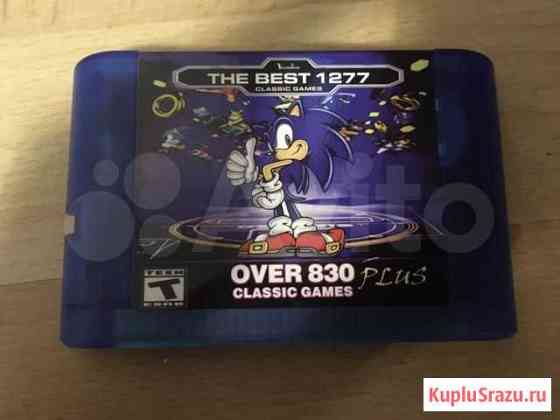 THE BEST 1277
CLASSIC GAMES
Avito
OVER 830 PLUS
CLASSIC GAMES
TEEN
T
KupluSrazu.ru